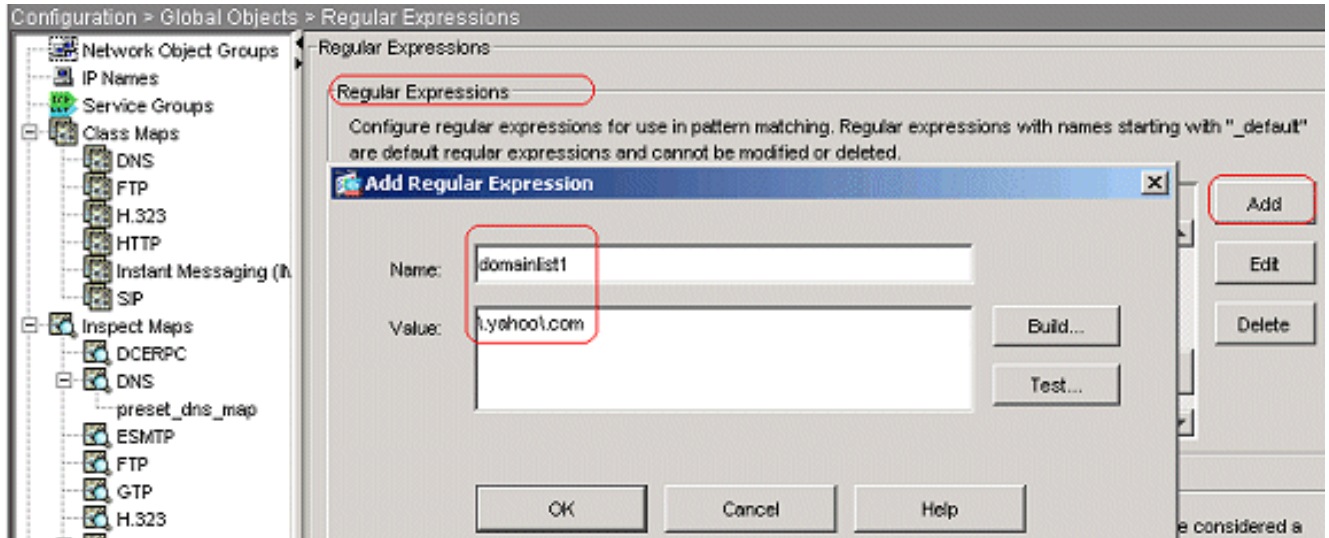 Configuration > Global Objects > Regular Expressions
Network Object Groups
IP Names
Service Groups
Class Maps
DNS
FTP
H.323
HTTP
Instant Messaging (IM
SIP
Inspect Maps
DCERPC
DNS
preset_dns_map
ESMTP
FTP
GTP
H.323
Regular Expressions
Regular Expressions
Configure regular expressions for use in pattern matching. Regular expressions with names starting with "_default"
are default regular expressions and cannot be modified or deleted.
Add Regular Expression
Name:
domainlist1
Value:
\.yahoo\.com
Build...
Test...
OK
Cancel
Help
Add
Edit
Delete
e considered a